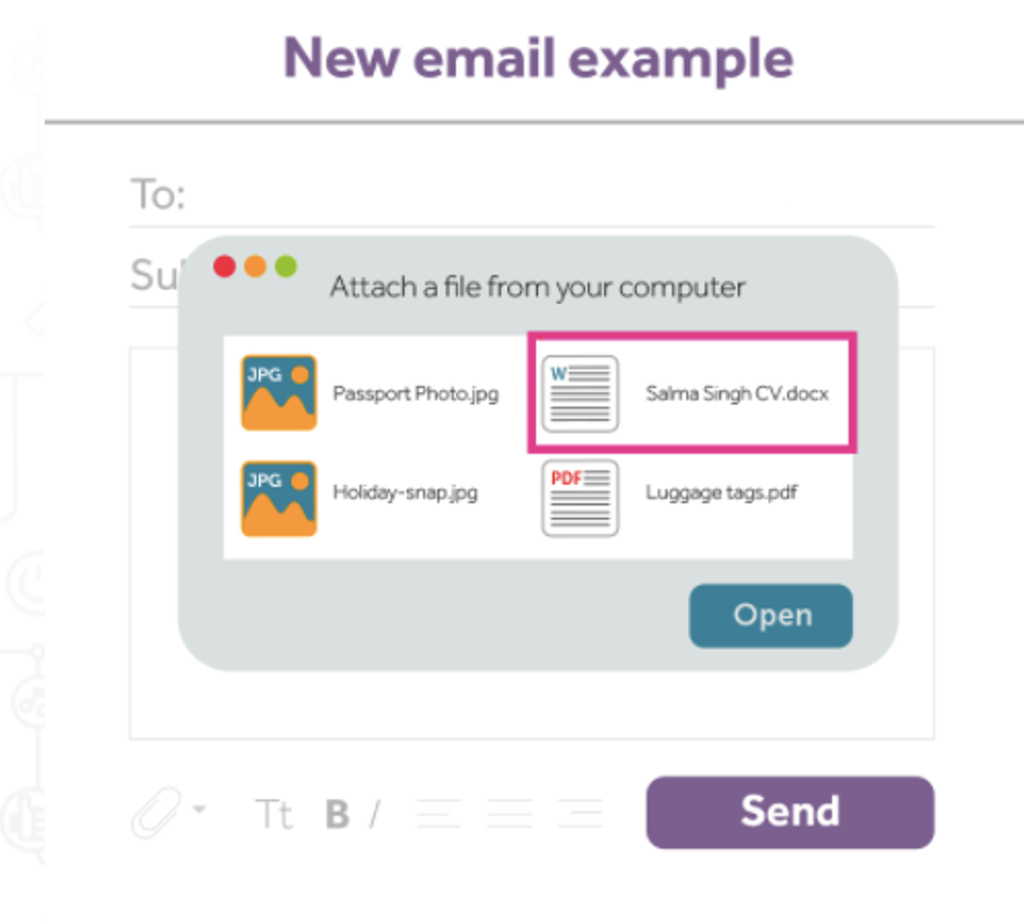 New email example
To:
Su
Attach a file from your computer
JPG
Passport Photo.jpg
W
Salma Singh CV.docx
JPG
Holiday-snap.jpg
PDF
Luggage tags.pdf
Open
Tt B I
Send